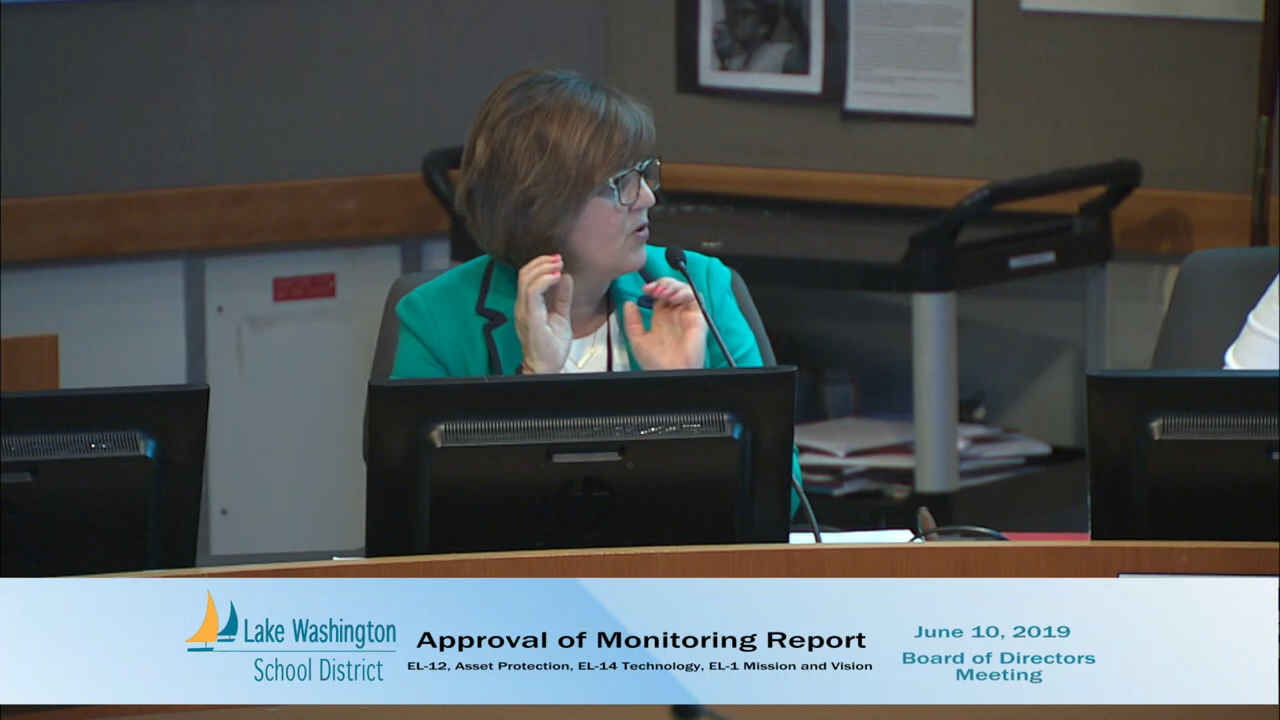 Lake Washington
School District
Approval of Monitoring Report
EL-12, Asset Protection, EL-14 Technology, EL-1 Mission and Vision
June 10, 2019
Board of Directors
Meeting